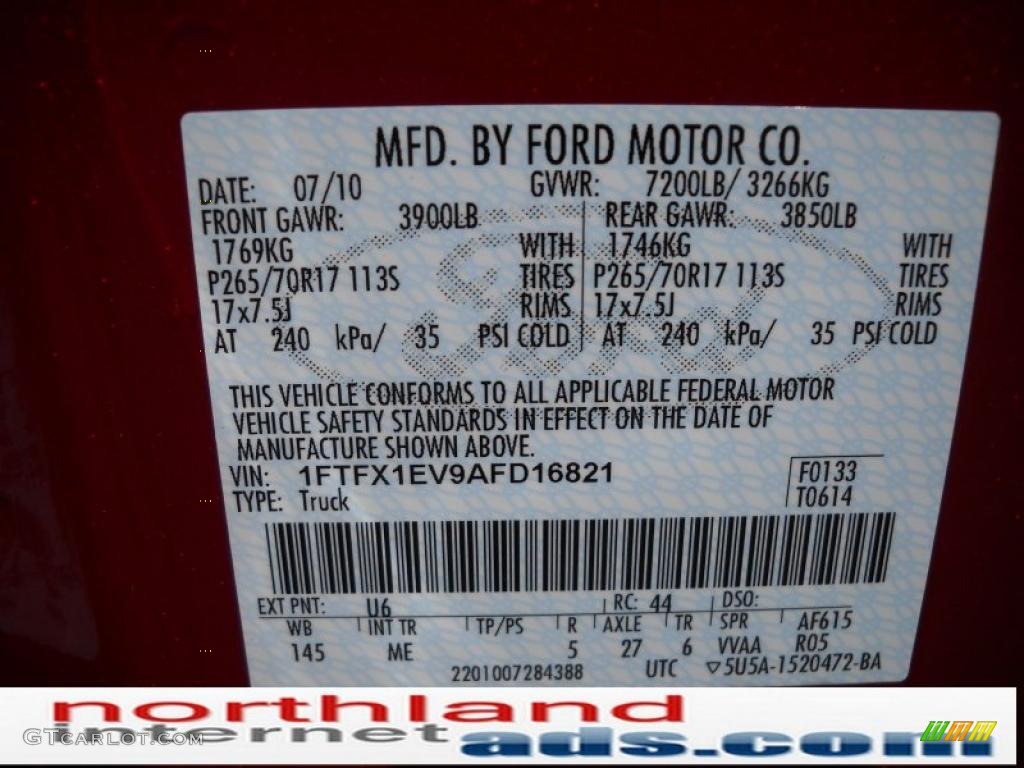 MFD. BY FORD MOTOR CO.
DATE: 07/10 GVWR: 7200LB/ 3266KG
FRONT GAWR: 3900LB REAR GAWR: 3850LB
1769KG WITH 1746KG WITH
P265/70R17 113S TIRES P265/70R17 113S TIRES
17x7.5J RIMS 17x7.5J RIMS
AT 240 kPa/ 35 PSI COLD AT 240 kPa/ 35 PSI COLD
THIS VEHICLE CONFORMS TO ALL APPLICABLE FEDERAL MOTOR
VEHICLE SAFETY STANDARDS IN EFFECT ON THE DATE OF
MANUFACTURE SHOWN ABOVE.
VIN: 1FTFX1EV9AFD16821 F0133
TYPE: Truck T0614
EXT PNT: U6 RC: 44 DSO:
WB INT TR TP/PS R AXLE TR SPR AF615
145 ME 5 27 6 VVAA R05
2201007284388 UTC 5U5A-1520472-BA
Ford
northland
internet ads.com
GTCARLOT.COM